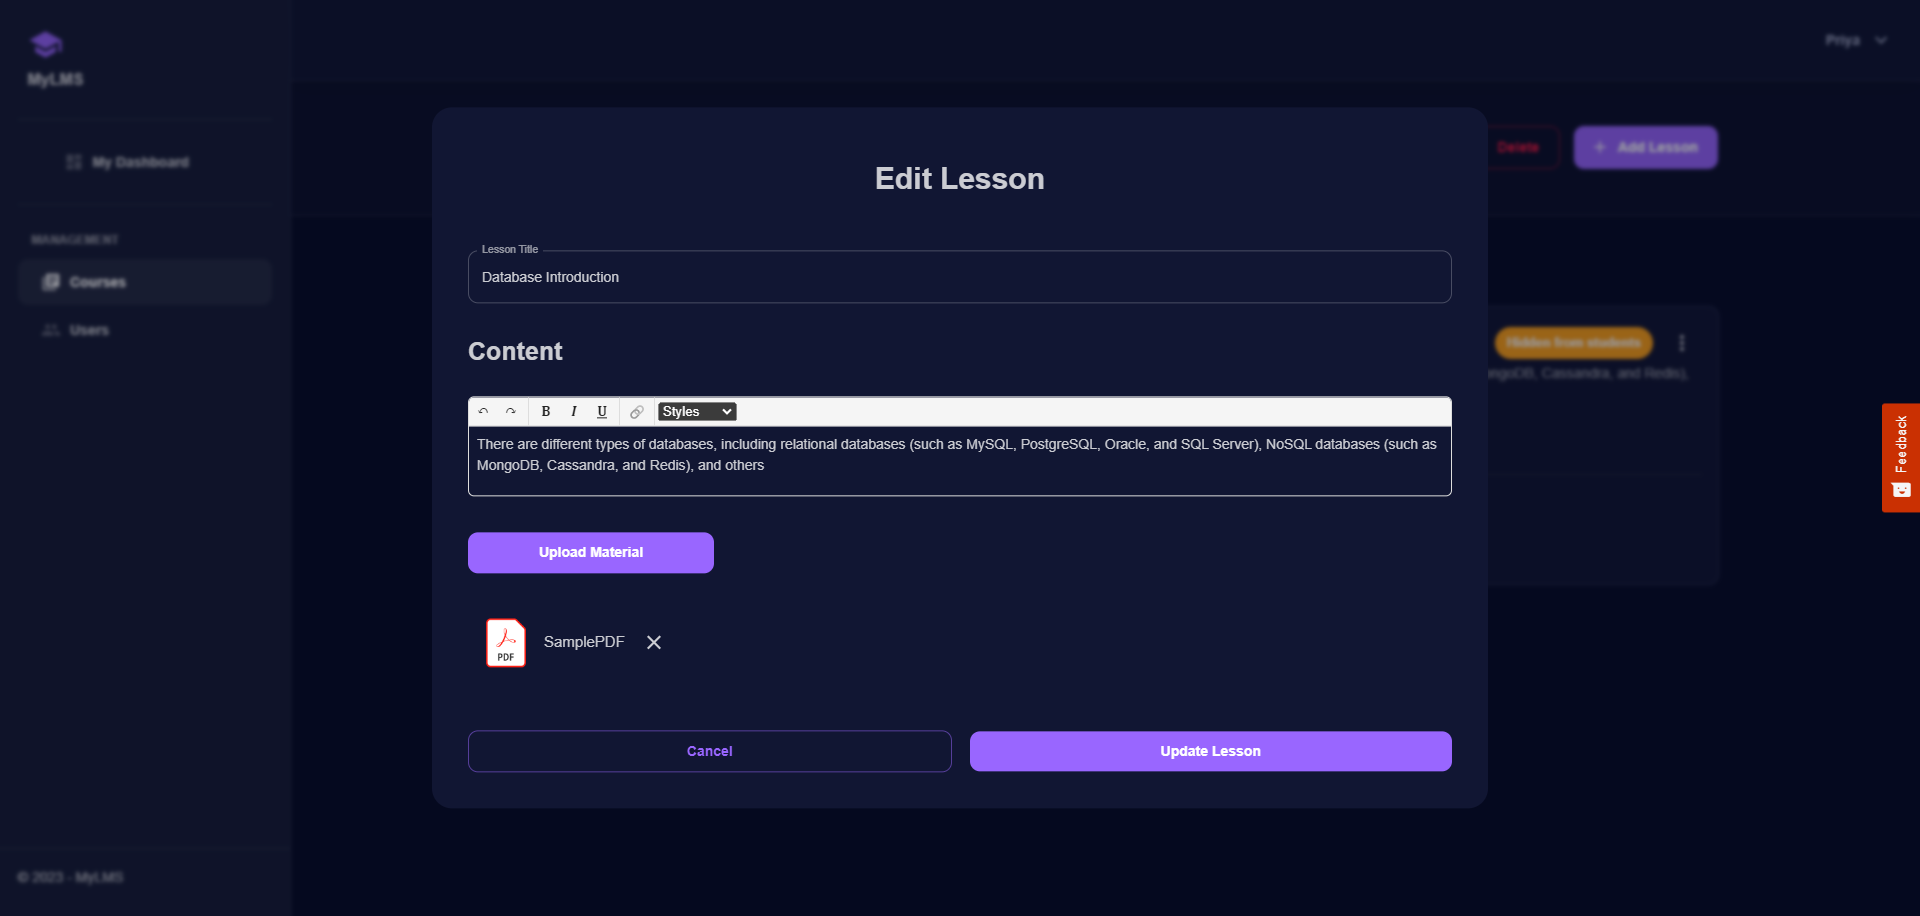 MyLMS
Priya
My Dashboard
MANAGEMENT
Courses
Users
© 2023 - MyLMS
Delete
+ Add Lesson
Hidden from students
MongoDB, Cassandra, and Redis),
Edit Lesson
Lesson Title
Database Introduction
Content
B I U Styles
There are different types of databases, including relational databases (such as MySQL, PostgreSQL, Oracle, and SQL Server), NoSQL databases (such as
MongoDB, Cassandra, and Redis), and others
Upload Material
PDF
SamplePDF
Cancel
Update Lesson
Feedback